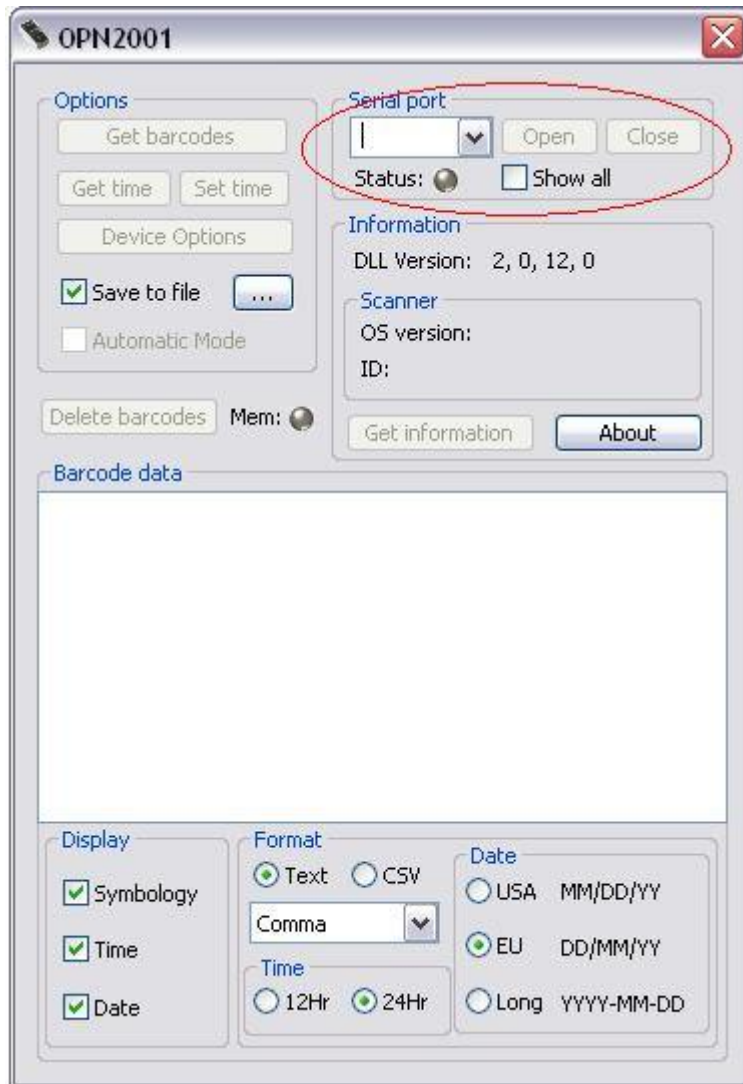 OPN2001
Options
Get barcodes
Get time Set time
Device Options
Save to file ...
Automatic Mode
Delete barcodes Mem:
Serial port
Open Close
Status: Show all
Information
DLL Version: 2, 0, 12, 0
Scanner
OS version:
ID:
Get information About
Barcode data
Display
Symbology
Time
Date
Format
Text CSV
Comma
Time
12Hr 24Hr
Date
USA MM/DD/YY
EU DD/MM/YY
Long YYYY-MM-DD